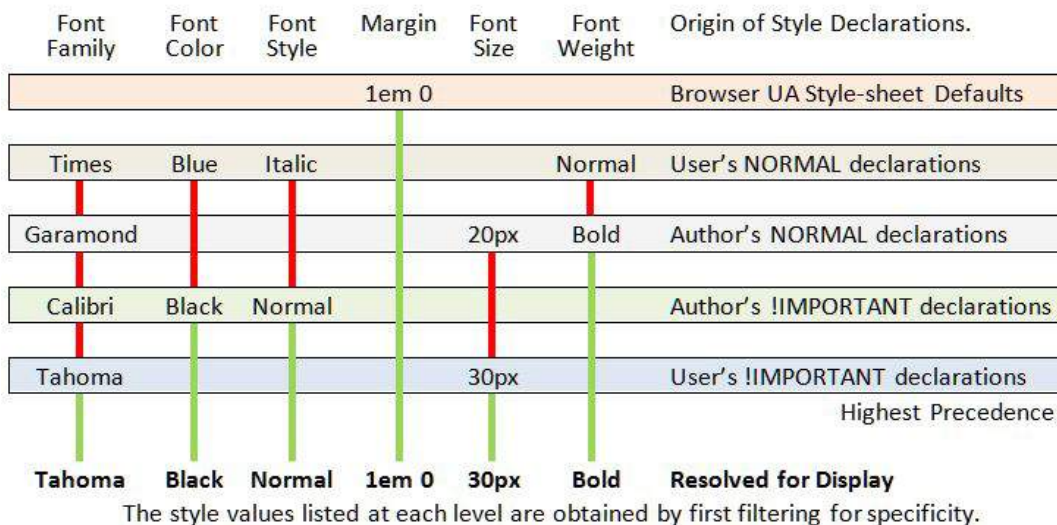 Font Font Font Margin Font Font Origin of Style Declarations.
Family Color Style Size Weight
1em 0 Browser UA Style-sheet Defaults
Times Blue Italic Normal User's NORMAL declarations
Garamond 20px Bold Author's NORMAL declarations
Calibri Black Normal Author's !IMPORTANT declarations
Tahoma 30px User's !IMPORTANT declarations
Highest Precedence
Tahoma Black Normal 1em 0 30px Bold Resolved for Display
The style values listed at each level are obtained by first filtering for specificity.